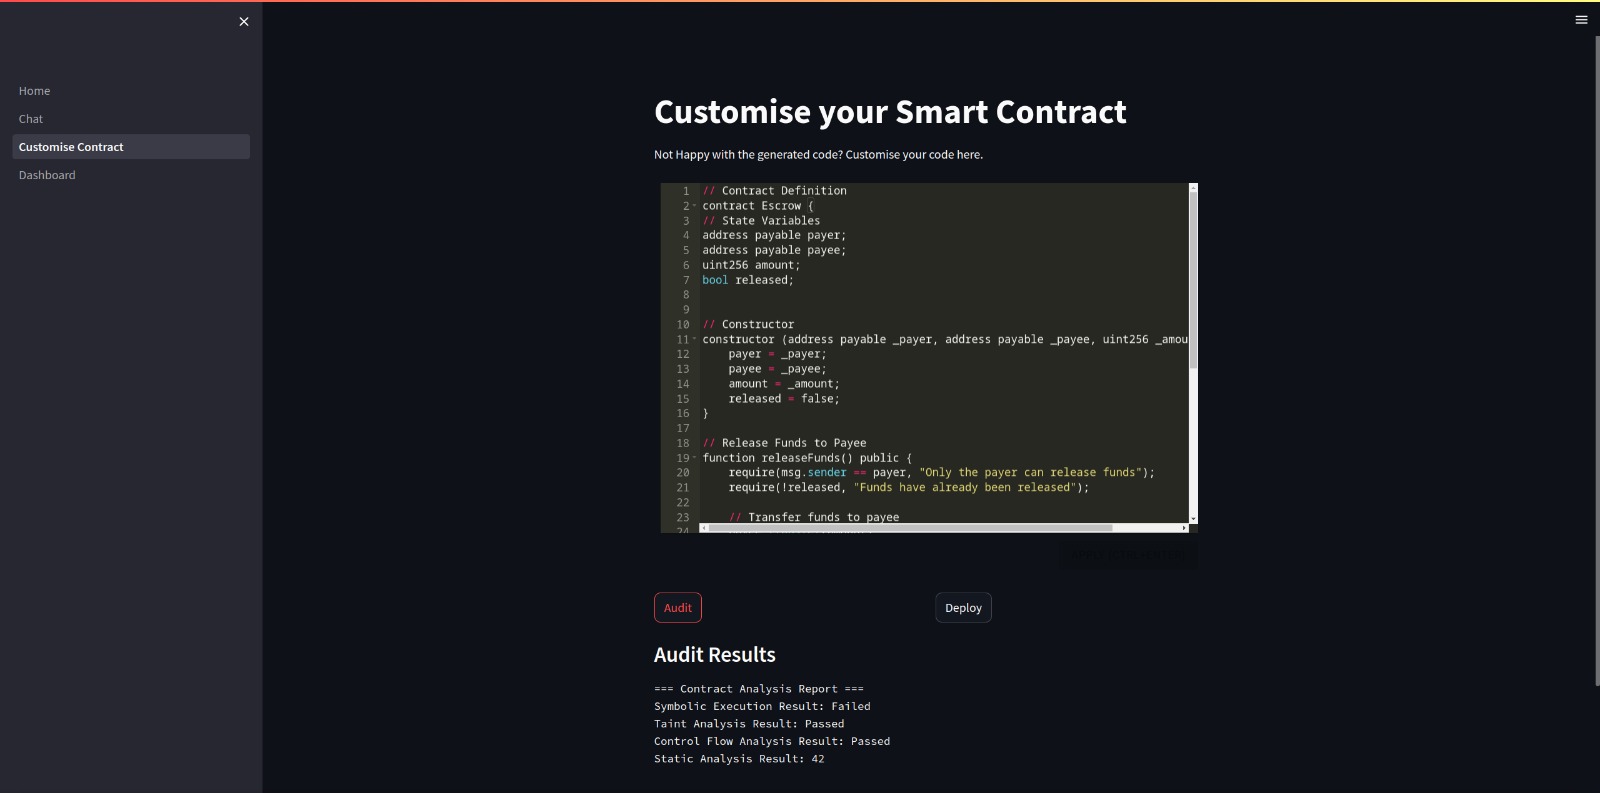 Home
Chat
Customise Contract
Dashboard
Customise your Smart Contract
Not Happy with the generated code? Customise your code here.
1 // Contract Definition
2 contract Escrow {
3 // State Variables
4 address payable payer;
5 address payable payee;
6 uint256 amount;
7 bool released;
8
9
10 // Constructor
11 constructor (address payable _payer, address payable _payee, uint256 _amou
12 payer = _payer;
13 payee = _payee;
14 amount = _amount;
15 released = false;
16 }
17
18 // Release Funds to Payee
19 function releaseFunds() public {
20 require(msg.sender == payer, "Only the payer can release funds");
21 require(!released, "Funds have already been released");
22
23 // Transfer funds to payee
24
Audit
Deploy
Audit Results
=== Contract Analysis Report ===
Symbolic Execution Result: Failed
Taint Analysis Result: Passed
Control Flow Analysis Result: Passed
Static Analysis Result: 42